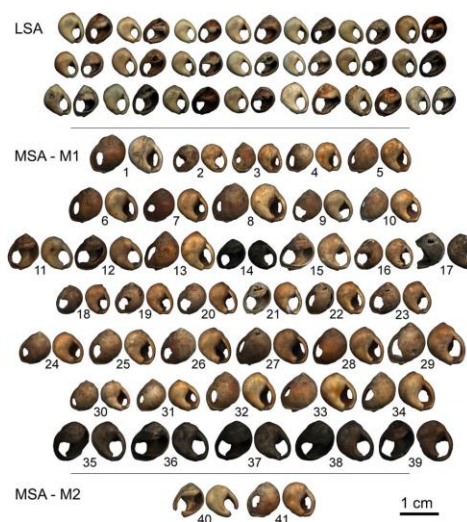 LSA
MSA - M1
1 2 3 4 5
6 7 8 9 10
11 12 13 14 15 16 17
18 19 20 21 22 23
24 25 26 27 28 29
30 31 32 33 34
35 36 37 38 39
MSA - M2
40 41 1 cm